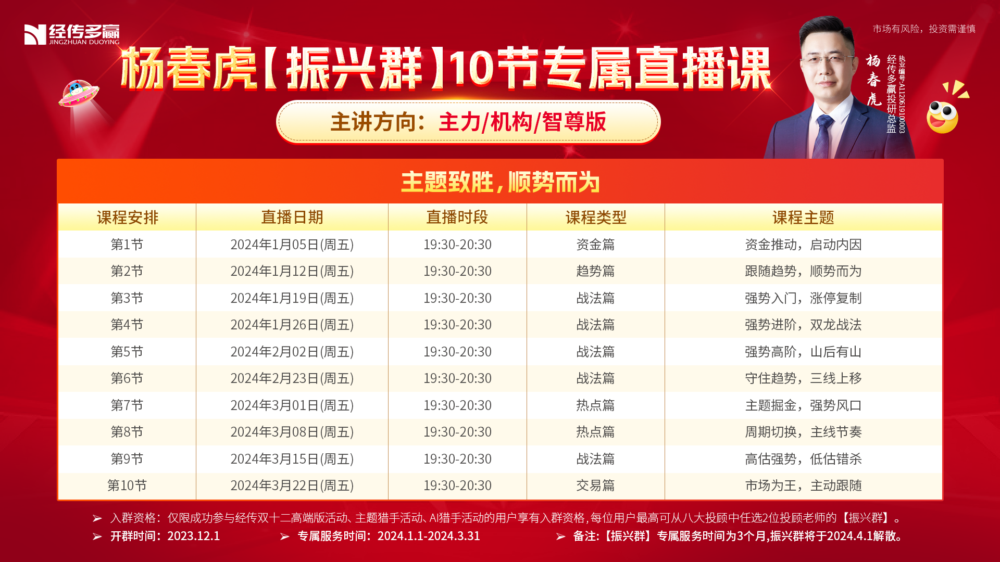 经传多赢
JINGZHUAN DUOYING
市场有风险，投资需谨慎
杨春虎【振兴群】10节专属直播课
杨春虎
经传多赢投研总监
执业编号:A1120619100003
主讲方向：主力/机构/智尊版
主题致胜,顺势而为
课程安排 直播日期 直播时段 课程类型 课程主题
第1节 2024年1月05日(周五) 19:30-20:30 资金篇 资金推动，启动内因
第2节 2024年1月12日(周五) 19:30-20:30 趋势篇 跟随趋势，顺势而为
第3节 2024年1月19日(周五) 19:30-20:30 战法篇 强势入门，涨停复制
第4节 2024年1月26日(周五) 19:30-20:30 战法篇 强势进阶，双龙战法
第5节 2024年2月02日(周五) 19:30-20:30 战法篇 强势高阶，山后有山
第6节 2024年2月23日(周五) 19:30-20:30 战法篇 守住趋势，三线上移
第7节 2024年3月01日(周五) 19:30-20:30 热点篇 主题掘金，强势风口
第8节 2024年3月08日(周五) 19:30-20:30 热点篇 周期切换，主线节奏
第9节 2024年3月15日(周五) 19:30-20:30 战法篇 高估强势，低估错杀
第10节 2024年3月22日(周五) 19:30-20:30 交易篇 市场为王，主动跟随
➢ 入群资格：仅限成功参与经传双十二高端版活动、主题猎手活动、AI猎手活动的用户享有入群资格,每位用户最高可从八大投顾中任选2位投顾老师的【振兴群】。
➢ 开群时间：2023.12.1 ➢ 专属服务时间：2024.1.1-2024.3.31 ➢ 备注:【振兴群】专属服务时间为3个月,振兴群将于2024.4.1解散。